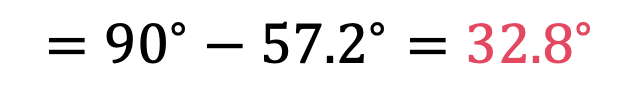 = 90° − 57.2° = 32.8°